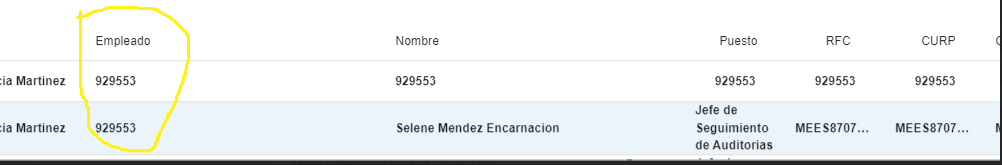 Empleado Nombre Puesto RFC CURP
cia Martinez 929553 929553 929553 929553 929553
cia Martinez 929553 Selene Mendez Encarnacion Jefe de Seguimiento de Auditorias MEES8707... MEES8707...